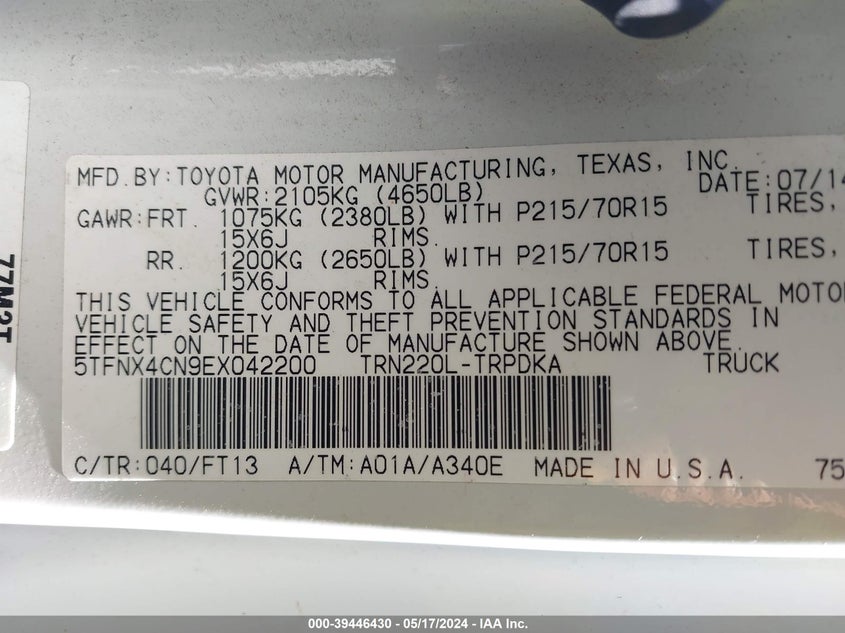 MFD.BY:TOYOTA MOTOR MANUFACTURING, TEXAS, INC.
GVWR:2105KG (4650LB) DATE:07/14
GAWR:FRT. 1075KG (2380LB) WITH P215/70R15 TIRES,
15X6J RIMS.
RR. 1200KG (2650LB) WITH P215/70R15 TIRES,
15X6J RIMS.
THIS VEHICLE CONFORMS TO ALL APPLICABLE FEDERAL MOTOR
VEHICLE SAFETY AND THEFT PREVENTION STANDARDS IN
EFFECT ON THE DATE OF MANUFACTURE SHOWN ABOVE.
5TFNX4CN9EX042200 TRN220L-TRPDKA TRUCK
C/TR:040/FT13 A/TM:A01A/A340E MADE IN U.S.A. 75
000-39446430 - 05/17/2024 - IAA Inc.